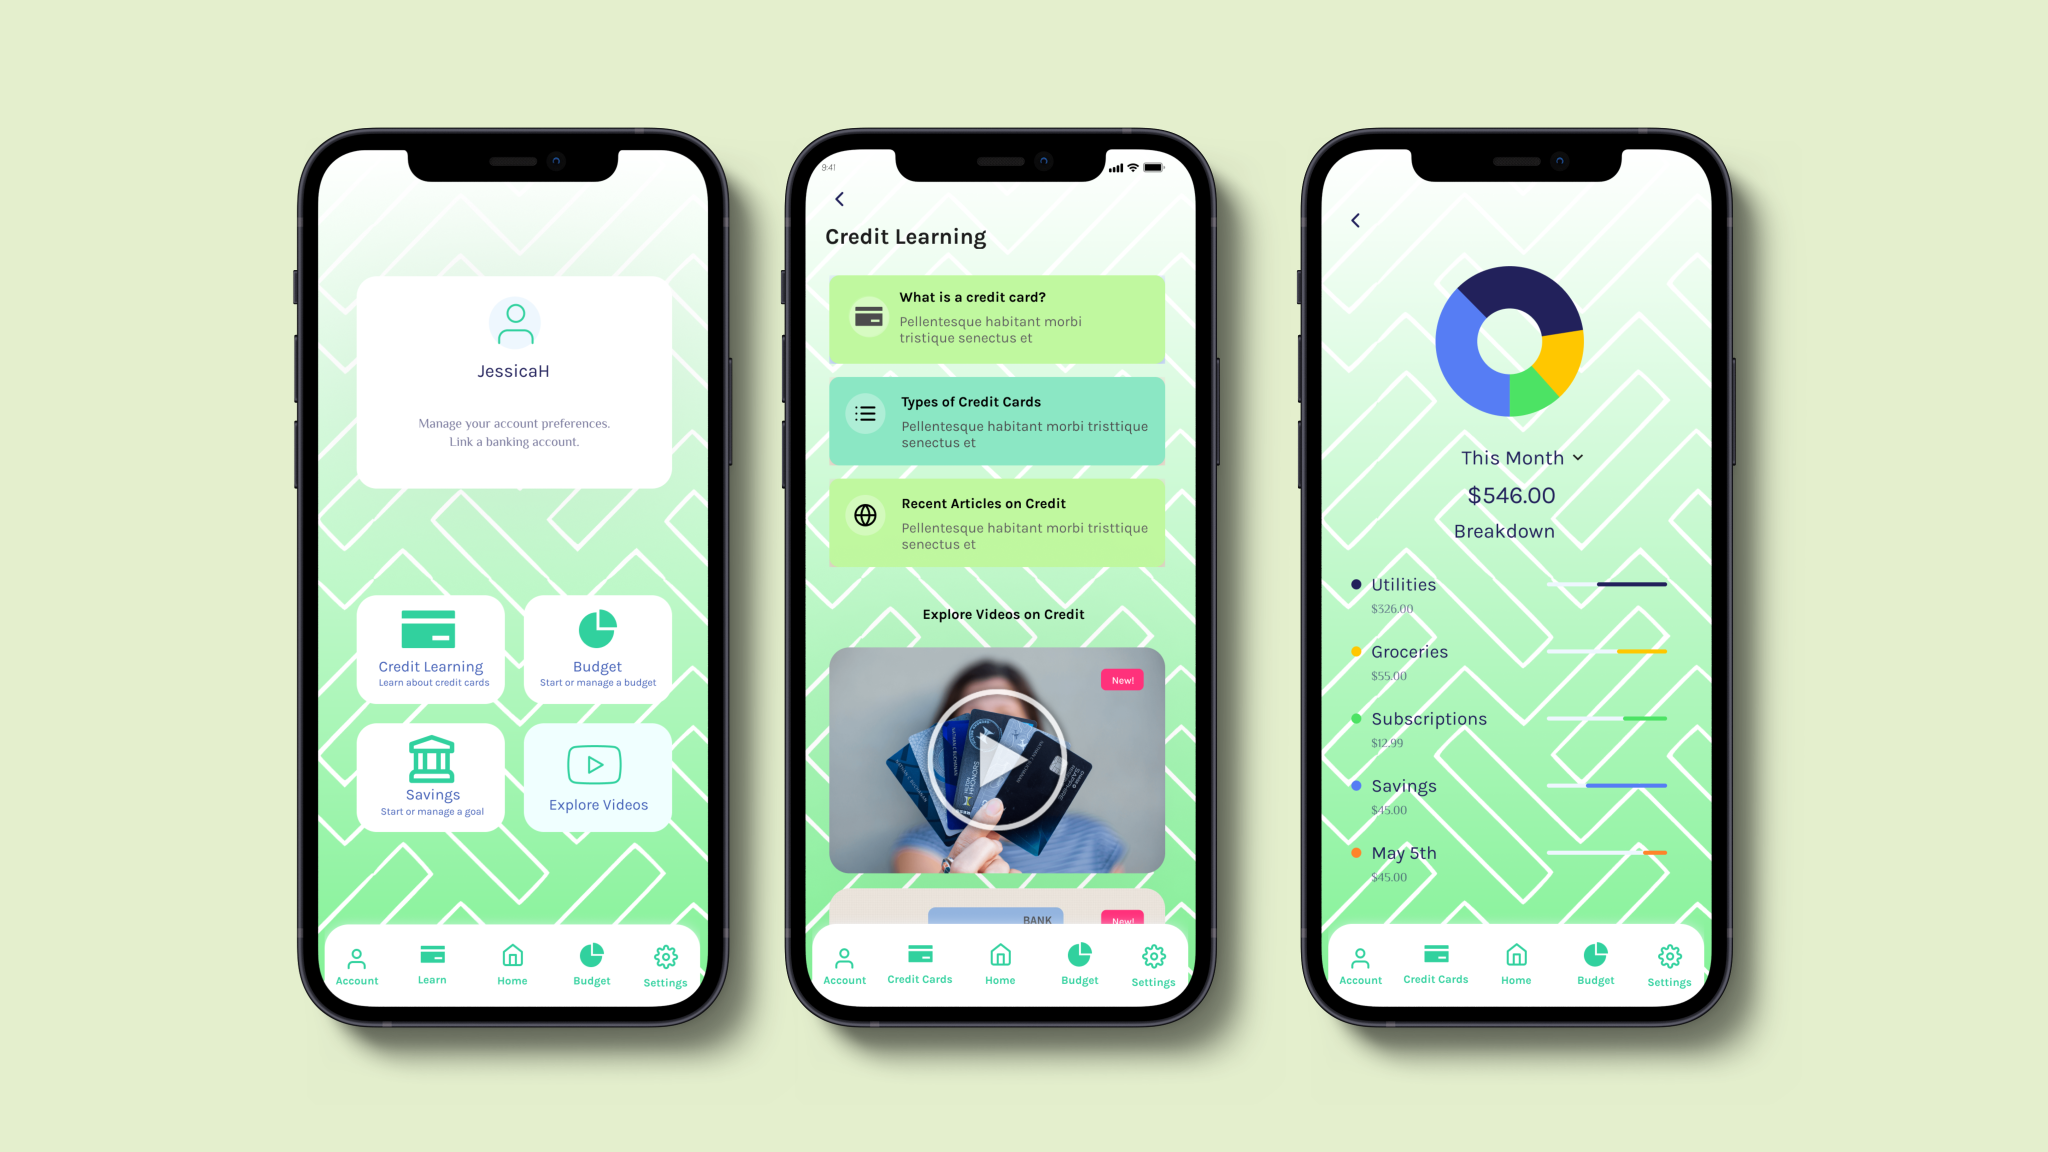 JessicaH
Manage your account preferences.
Link a banking account.
Credit Learning
Learn about credit cards
Budget
Start or manage a budget
Savings
Start or manage a goal
Explore Videos
Account
Learn
Home
Budget
Settings
9:41
Credit Learning
What is a credit card?
Pellentesque habitant morbi
tristique senectus et
Types of Credit Cards
Pellentesque habitant morbi tristtique
senectus et
Recent Articles on Credit
Pellentesque habitant morbi tristtique
senectus et
Explore Videos on Credit
New!
BANK
New!
Account
Credit Cards
Home
Budget
Settings
This Month
$546.00
Breakdown
Utilities
$326.00
Groceries
$55.00
Subscriptions
$12.99
Savings
$45.00
May 5th
$45.00
Account
Credit Cards
Home
Budget
Settings